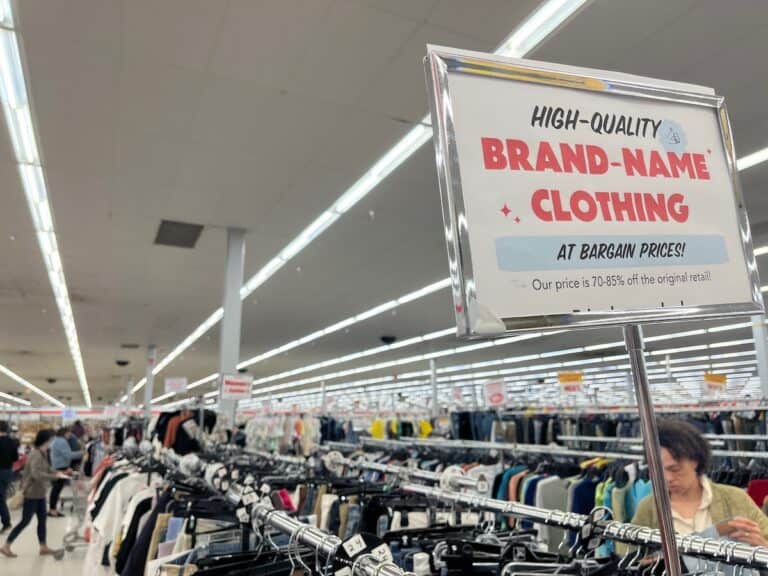 HIGH-QUALITY
BRAND-NAME
CLOTHING
AT BARGAIN PRICES!
Our price is 70-85% off the original retail!